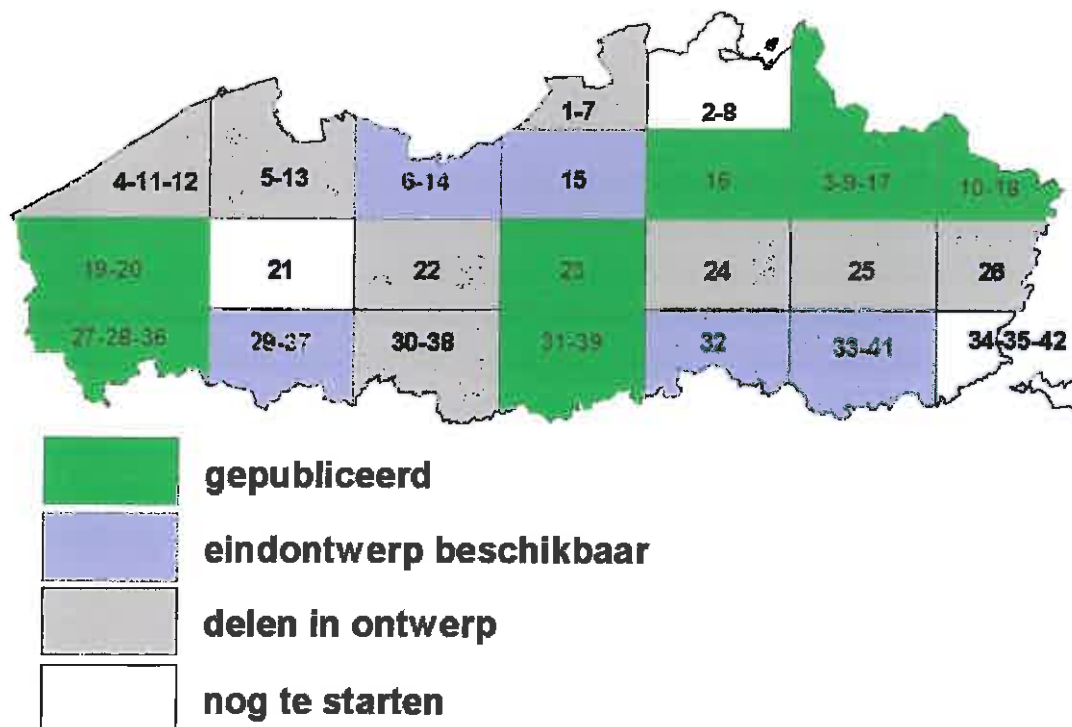 1-7 2-8
4-11-12 5-13 6-14 15 16 3-9-17 10-18
19-20 21 22 23 24 25 26
27-28-36 29-37 30-38 31-39 32 33-41 34-35-42
gepubliceerd
eindontwerp beschikbaar
delen in ontwerp
nog te starten